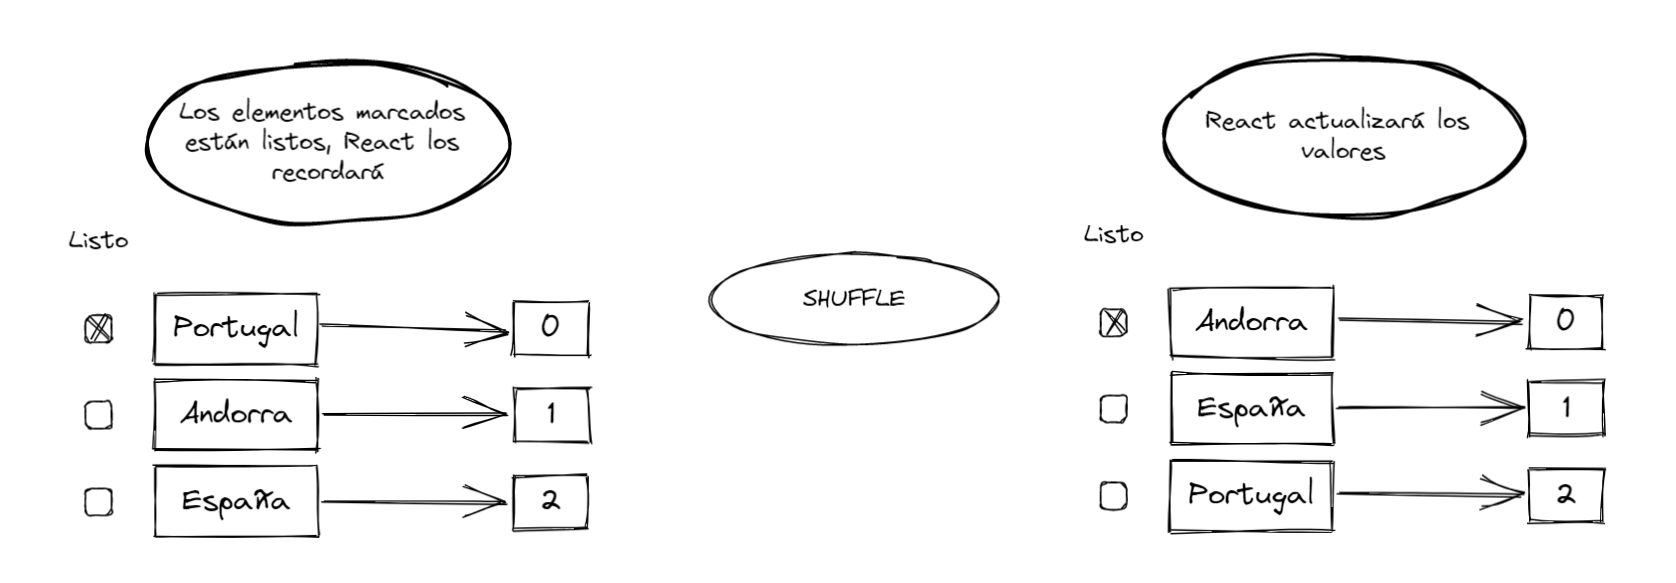 Los elementos marcados
están listos, React los
recordará
Listo
Portugal
0
Andorra
1
España
2
SHUFFLE
React actualizará los
valores
Listo
Andorra
0
España
1
Portugal
2